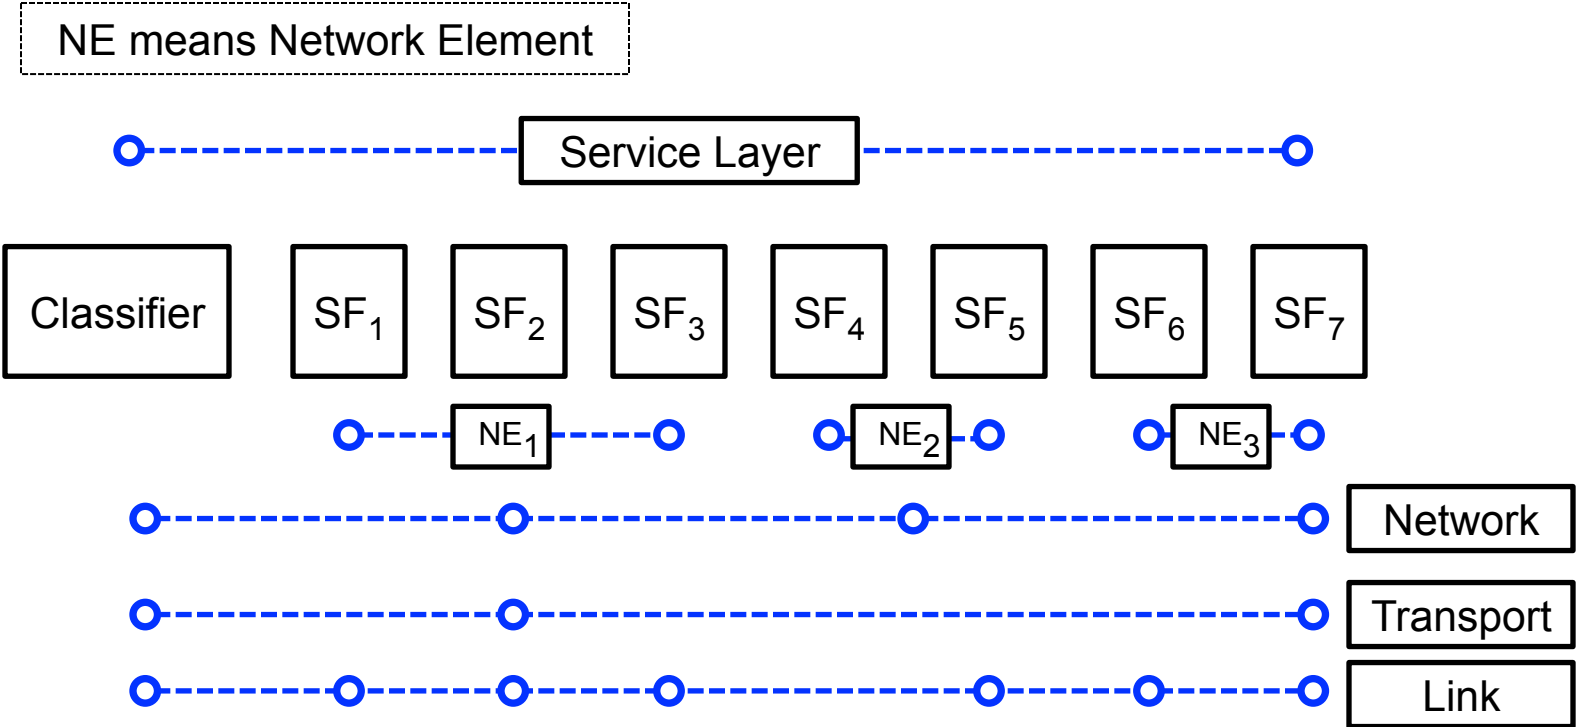 NE means Network Element
Service Layer
Classifier SF₁ SF₂ SF₃ SF₄ SF₅ SF₆ SF₇
NE₁ NE₂ NE₃
Network
Transport
Link